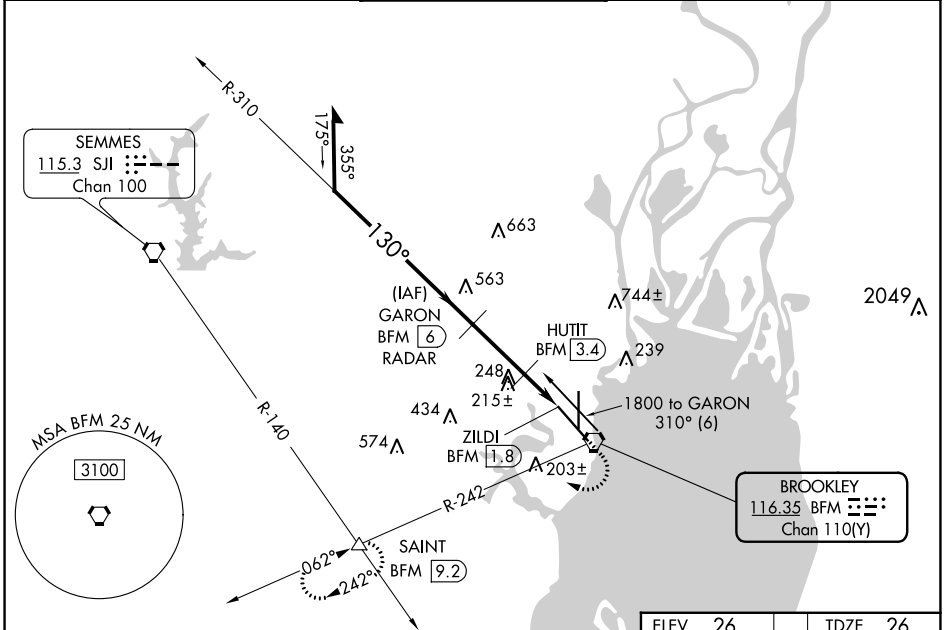 R-310
175°
355°
SEMMES
115.3 SJI
Chan 100
130°
663
563
(IAF)
GARON
BFM 6
RADAR
744±
2049
HUTIT
BFM 3.4
239
248
215±
1800 to GARON
310° (6)
434
574
R-140
ZILDI
BFM 1.8
203±
MSA BFM 25 NM
3100
R-242
BROOKLEY
116.35 BFM
Chan 110(Y)
SAINT
BFM 9.2
062°
242°
ELEV 26
TDZE 26